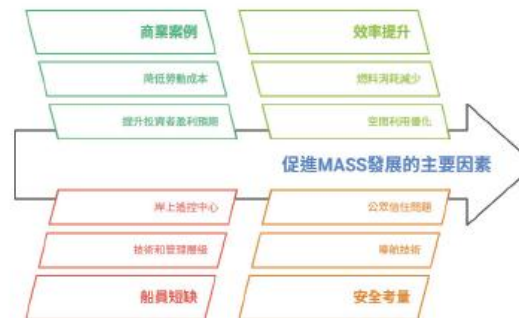 商業案例
效率提升
降低勞動成本
燃料消耗減少
提升投資者盈利預期
空間利用優化
促進MASS發展的主要因素
岸上遙控中心
公眾信任問題
技術和管理層級
導航技術
船員短缺
安全考量